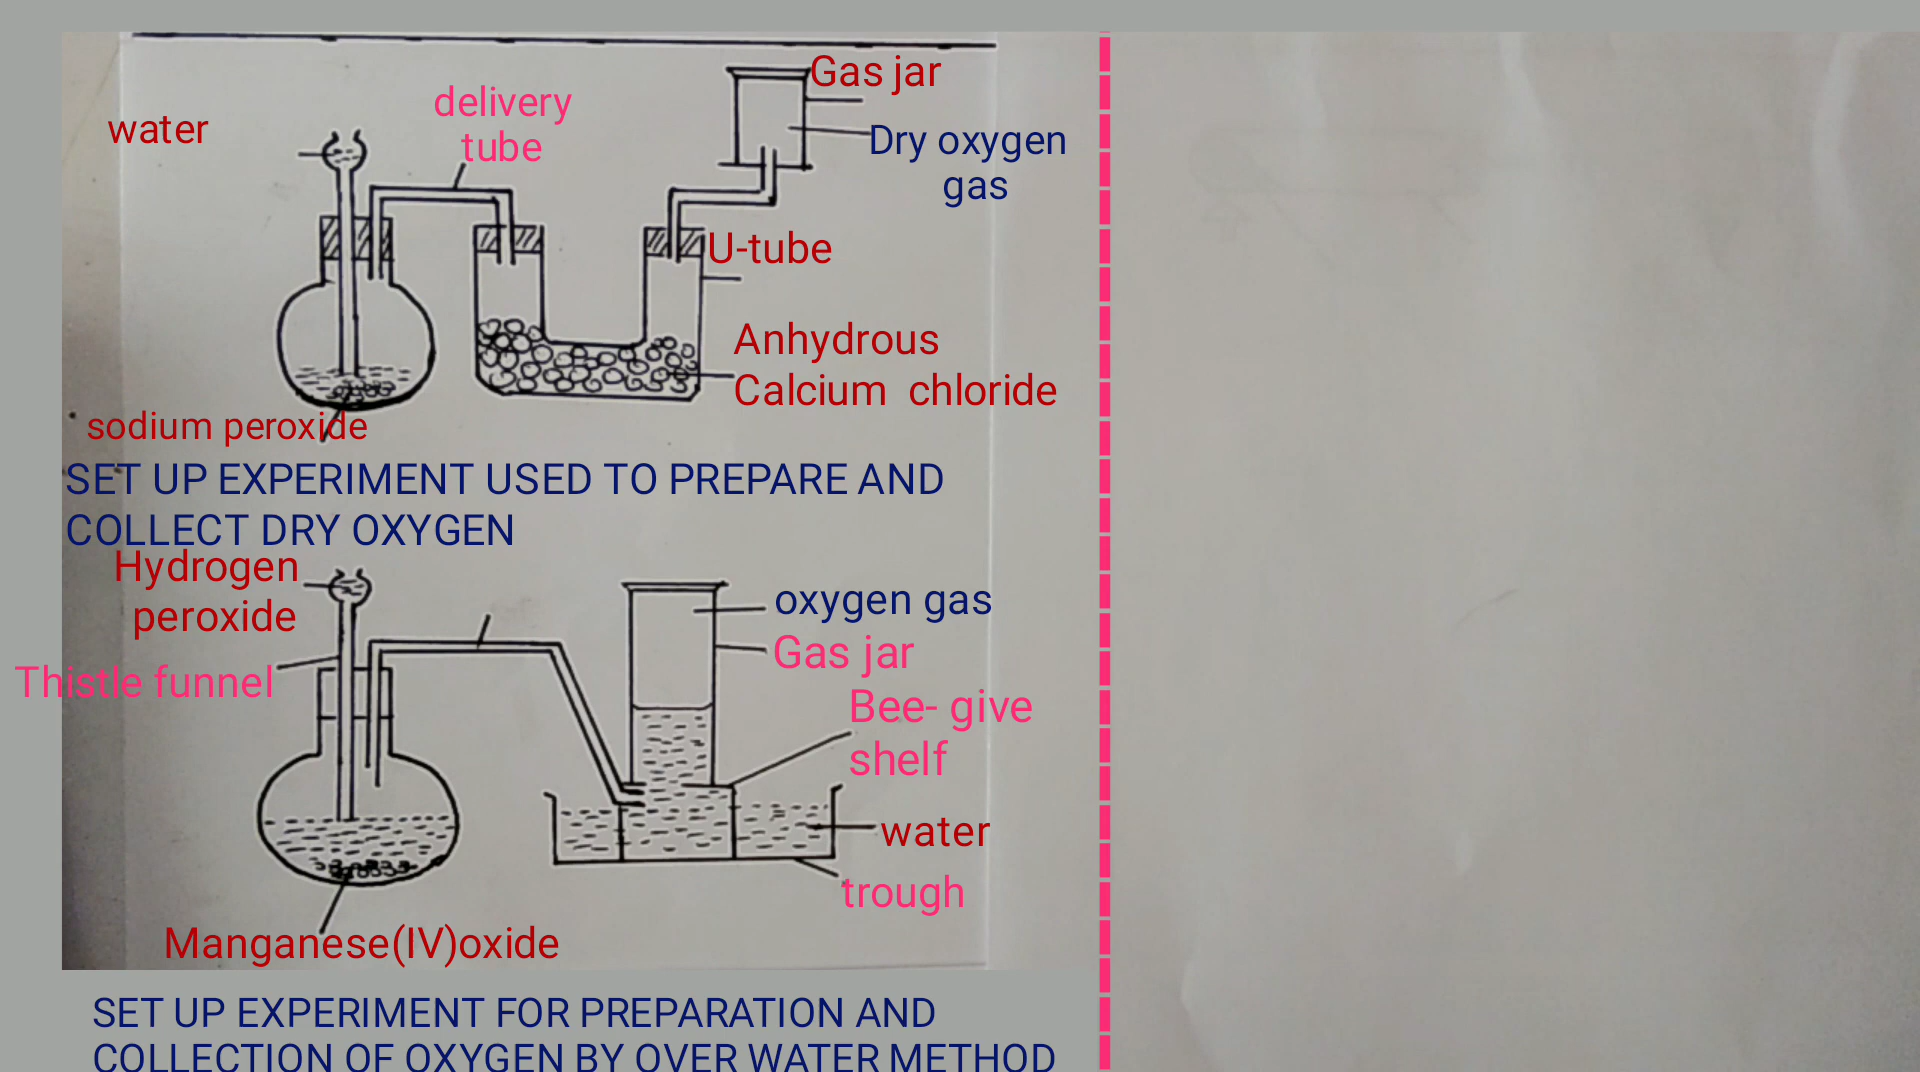 Gas jar
delivery
tube
water
Dry oxygen
gas
U-tube
Anhydrous
Calcium chloride
sodium peroxide
SET UP EXPERIMENT USED TO PREPARE AND
COLLECT DRY OXYGEN
Hydrogen
peroxide
oxygen gas
Gas jar
Thistle funnel
Bee- give
shelf
water
trough
Manganese(IV)oxide
SET UP EXPERIMENT FOR PREPARATION AND
COLLECTION OF OXYGEN BY OVER WATER METHOD